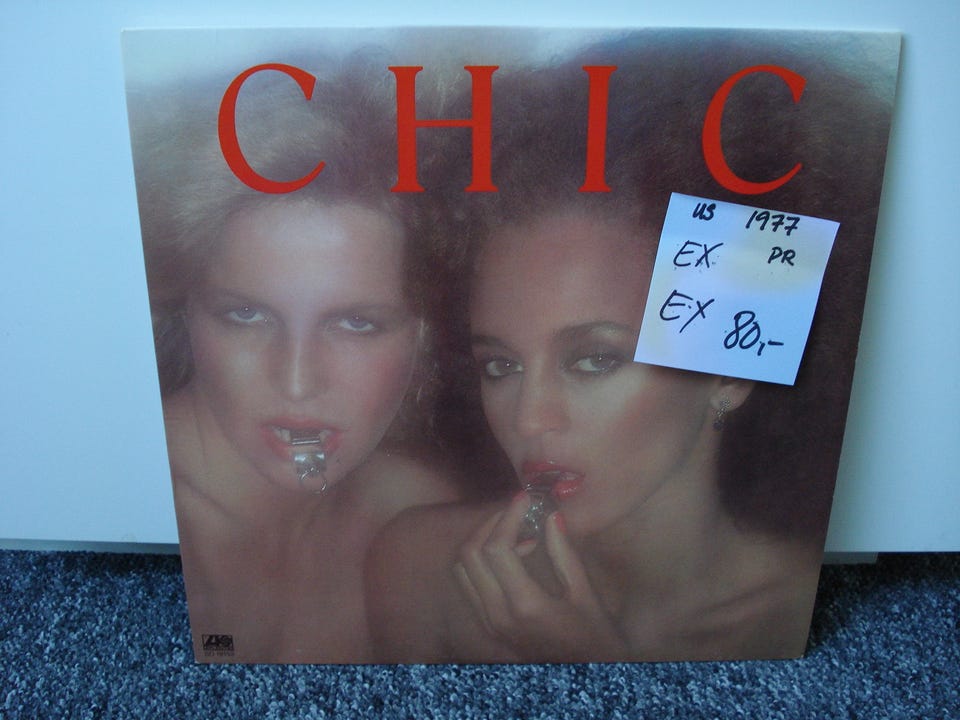 CHIC
US 1977
EX PR
EX 80,-